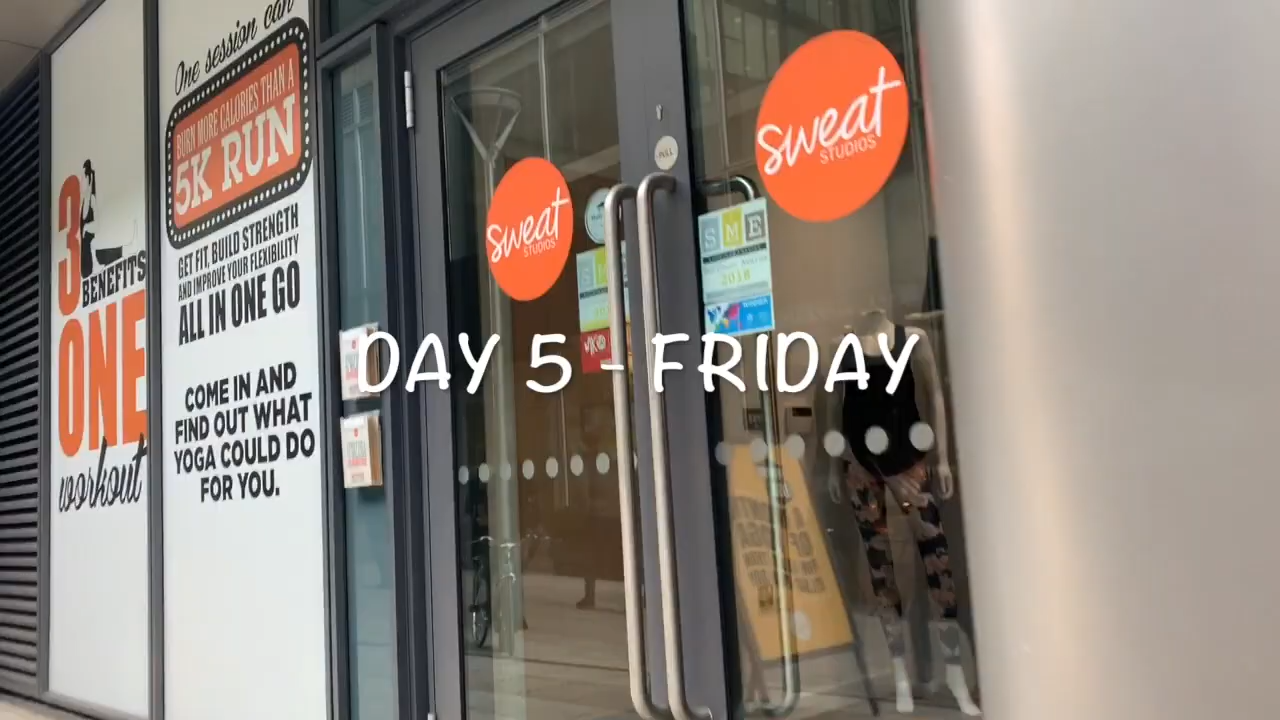 3
BENEFITS
ONE
workout
One session can
BURN MORE CALORIES THAN A
5K RUN
GET FIT, BUILD STRENGTH
AND IMPROVE YOUR FLEXIBILITY
ALL IN ONE GO
COME IN AND
FIND OUT WHAT
YOGA COULD DO
FOR YOU.
sweat
STUDIOS
PULL
sweat
STUDIOS
SME
2018
DAY 5 - FRIDAY